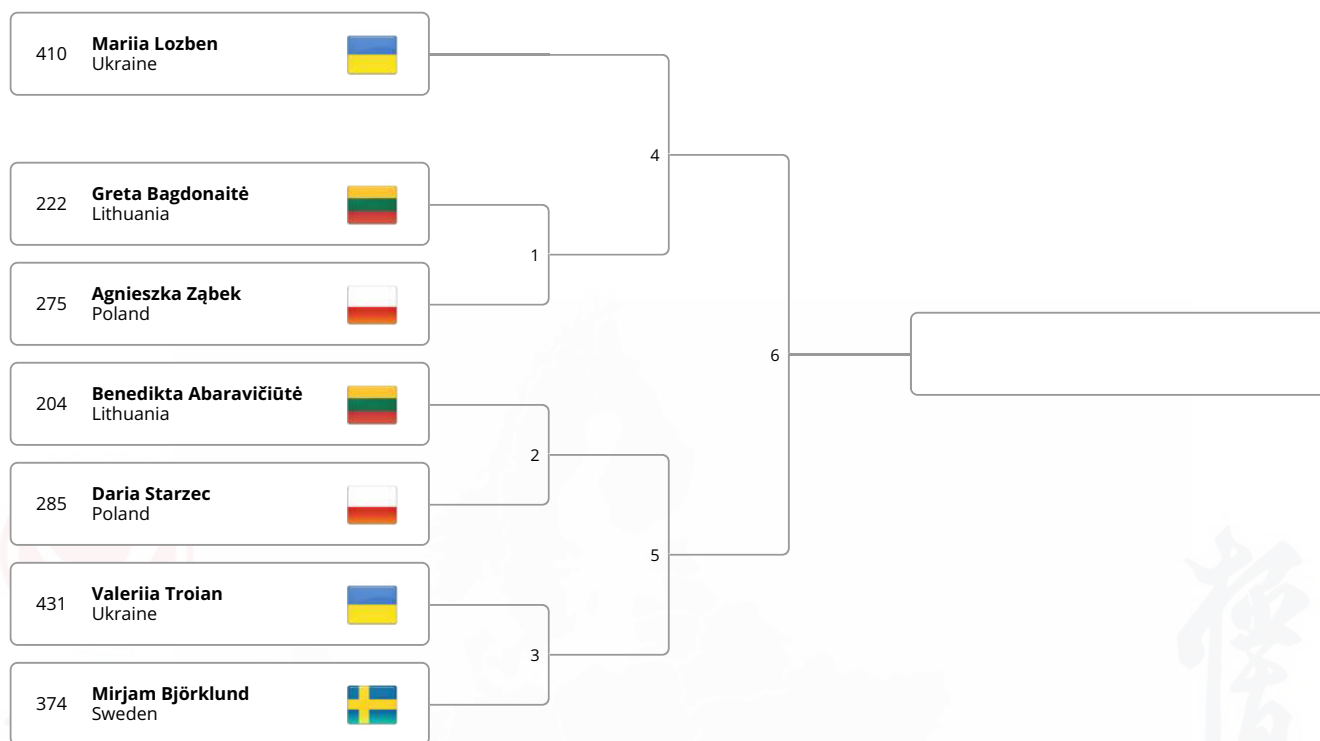 410
Mariia Lozben
Ukraine
222
Greta Bagdonaitė
Lithuania
275
Agnieszka Ząbek
Poland
204
Benedikta Abaravičiūtė
Lithuania
285
Daria Starzec
Poland
431
Valeriia Troian
Ukraine
374
Mirjam Björklund
Sweden
1
2
3
4
5
6